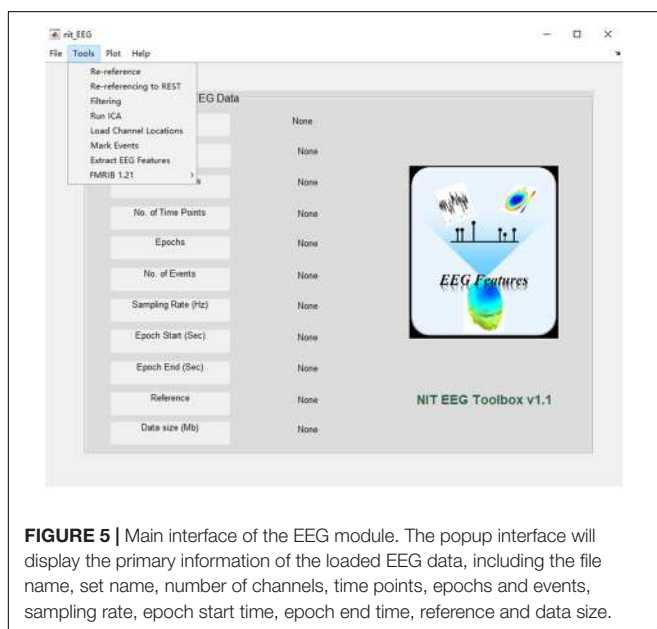 nit_EEG
File Tools Plot Help
Re-reference
Re-referencing to REST
Filtering
Run ICA
Load Channel Locations
Mark Events
Extract EEG Features
FMRIB 1.21 >
EG Data
None
None
s None
No. of Time Points None
Epochs None
No. of Events None
Sampling Rate (Hz) None
Epoch Start (Sec) None
Epoch End (Sec) None
Reference None
Data size (Mb) None
EEG Features
NIT EEG Toolbox v1.1
FIGURE 5 | Main interface of the EEG module. The popup interface will
display the primary information of the loaded EEG data, including the file
name, set name, number of channels, time points, epochs and events,
sampling rate, epoch start time, epoch end time, reference and data size.